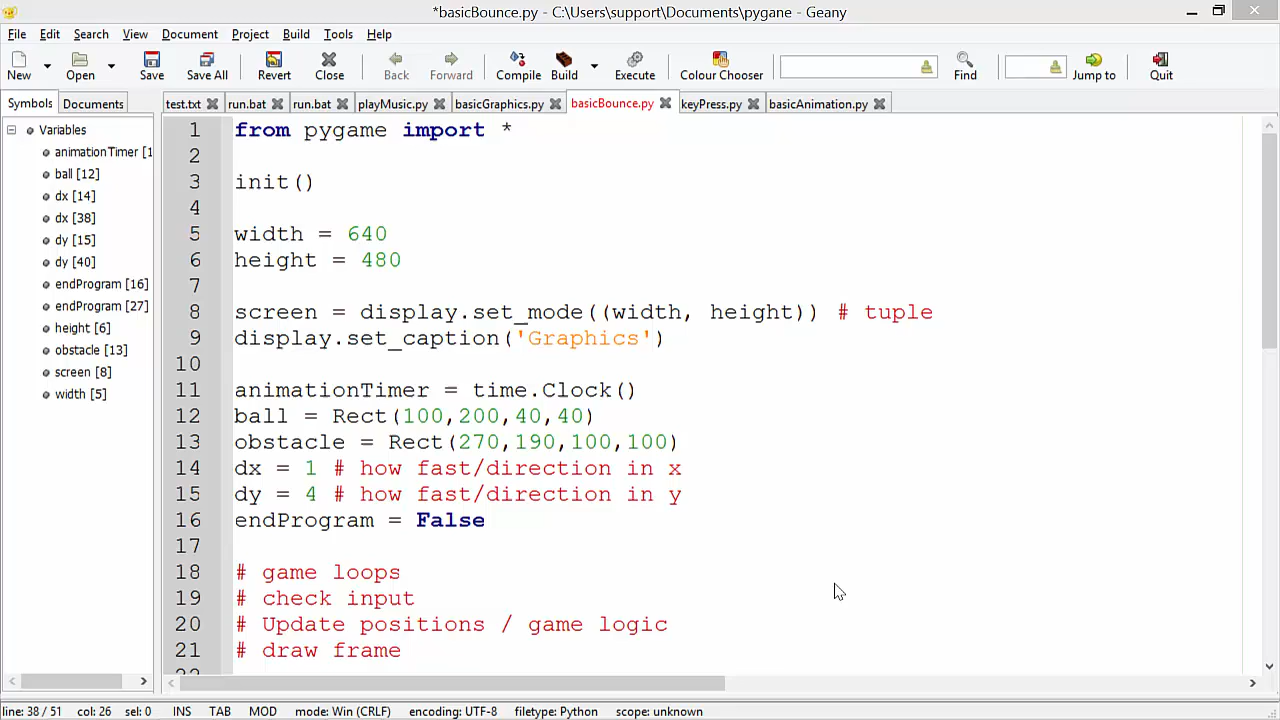 *basicBounce.py - C:\Users\support\Documents\pygane - Geany
File Edit Search View Document Project Build Tools Help
New Open Save Save All Revert Close Back Forward Compile Build Execute Colour Chooser Find Jump to Quit
Symbols Documents test.txt run.bat run.bat playMusic.py basicGraphics.py basicBounce.py keyPress.py basicAnimation.py
Variables
animationTimer [1
ball [12]
dx [14]
dx [38]
dy [15]
dy [40]
endProgram [16]
endProgram [27]
height [6]
obstacle [13]
screen [8]
width [5]
1 from pygame import *
2
3 init()
4
5 width = 640
6 height = 480
7
8 screen = display.set_mode((width, height)) # tuple
9 display.set_caption('Graphics')
10
11 animationTimer = time.Clock()
12 ball = Rect(100,200,40,40)
13 obstacle = Rect(270,190,100,100)
14 dx = 1 # how fast/direction in x
15 dy = 4 # how fast/direction in y
16 endProgram = False
17
18 # game loops
19 # check input
20 # Update positions / game logic
21 # draw frame
line: 38 / 51 col: 26 sel: 0 INS TAB MOD mode: Win (CRLF) encoding: UTF-8 filetype: Python scope: unknown